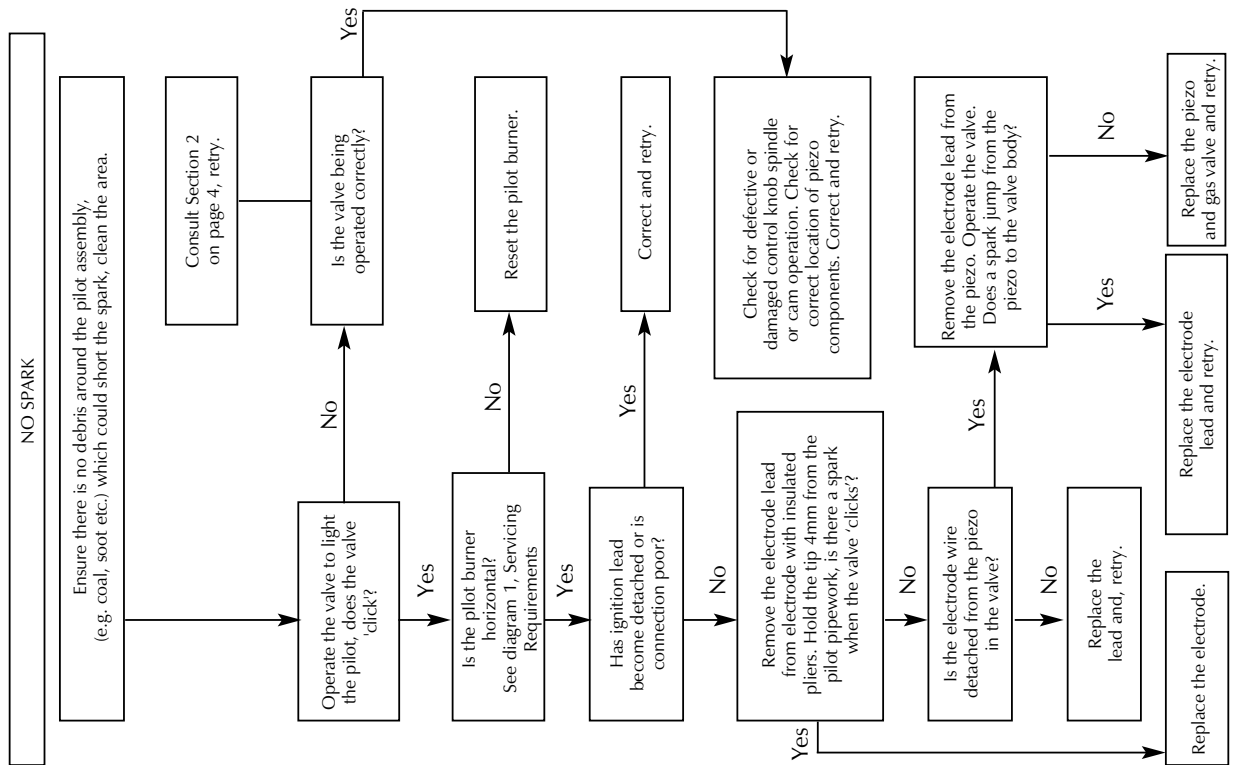 NO SPARK
Ensure there is no debris around the pilot assembly,
(e.g. coal, soot etc.) which could short the spark, clean the area.
Consult Section 2
on page 4, retry.
Operate the valve to light
the pilot, does the valve
'click'?
No
Is the valve being
operated correctly?
Yes
Yes
Is the pilot burner
horizontal?
See diagram 1, Servicing
Requirements
No
Reset the pilot burner.
Yes
Has ignition lead
become detached or is
connection poor?
Yes
Correct and retry.
No
Remove the electrode lead
from electrode with insulated
pliers. Hold the tip 4mm from the
pilot pipework, is there a spark
when the valve ‘clicks’?
Check for defective or
damaged control knob spindle
or cam operation. Check for
correct location of piezo
components. Correct and retry.
Yes
No
Is the electrode wire
detached from the piezo
in the valve?
Yes
Remove the electrode lead from
the piezo. Operate the valve.
Does a spark jump from the
piezo to the valve body?
No
Yes
No
Replace the
lead and, retry.
Replace the electrode.
Replace the electrode
lead and retry.
Replace the piezo
and gas valve and retry.